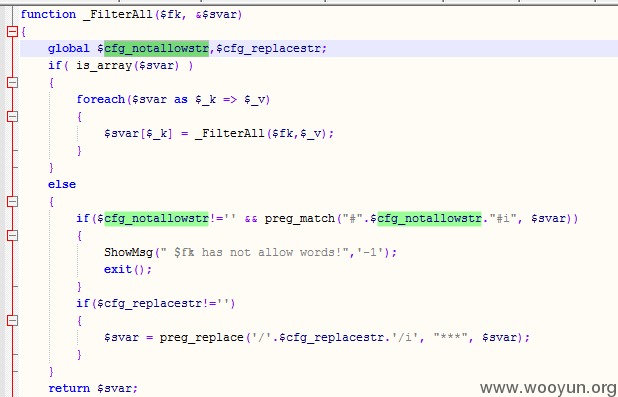 function _FilterAll($fk, &$svar)
{
global $cfg_notallowstr,$cfg_replacestr;
if( is_array($svar) )
{
foreach($svar as $_k => $_v)
{
$svar[$_k] = _FilterAll($fk,$_v);
}
}
else
{
if($cfg_notallowstr!='' && preg_match("#".$cfg_notallowstr."#i", $svar))
{
ShowMsg(" $fk has not allow words!",'-1');
exit();
}
if($cfg_replacestr!='')
{
$svar = preg_replace('/'.$cfg_replacestr.'/i', "***", $svar);
}
}
return $svar;
www.wooyun.org